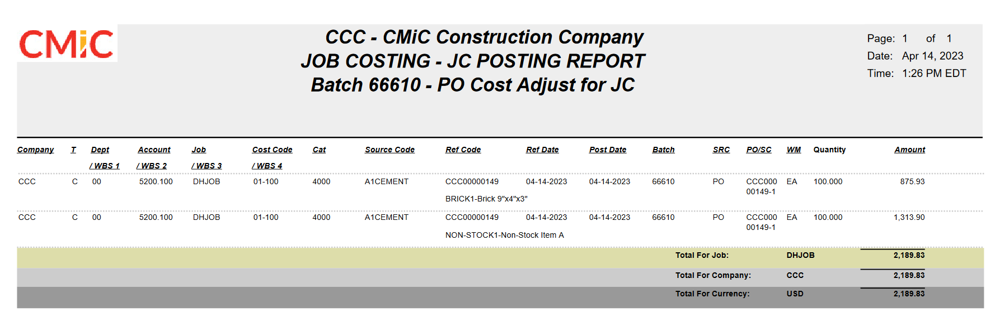 CMiC
CCC - CMiC Construction Company
JOB COSTING - JC POSTING REPORT
Batch 66610 - PO Cost Adjust for JC
Page: 1 of 1
Date: Apr 14, 2023
Time: 1:26 PM EDT
Company T Dept Account Job Cost Code Cat Source Code Ref Code Ref Date Post Date Batch SRC PO/SC WM Quantity Amount
/ WBS 1 / WBS 2 / WBS 3 / WBS 4
CCC C 00 5200.100 DHJOB 01-100 4000 A1CEMENT CCC00000149 04-14-2023 04-14-2023 66610 PO CCC000 EA 100.000 875.93
00149-1
BRICK1-Brick 9"x4"x3"
CCC C 00 5200.100 DHJOB 01-100 4000 A1CEMENT CCC00000149 04-14-2023 04-14-2023 66610 PO CCC000 EA 100.000 1,313.90
00149-1
NON-STOCK1-Non-Stock Item A
Total For Job: DHJOB 2,189.83
Total For Company: CCC 2,189.83
Total For Currency: USD 2,189.83